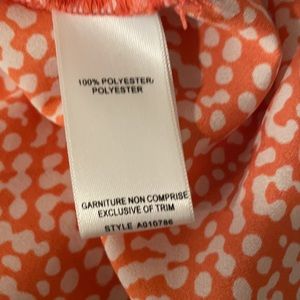 100% POLYESTER/
POLYESTER
GARNITURE NON COMPRISE
EXCLUSIVE OF TRIM
STYLE A010786